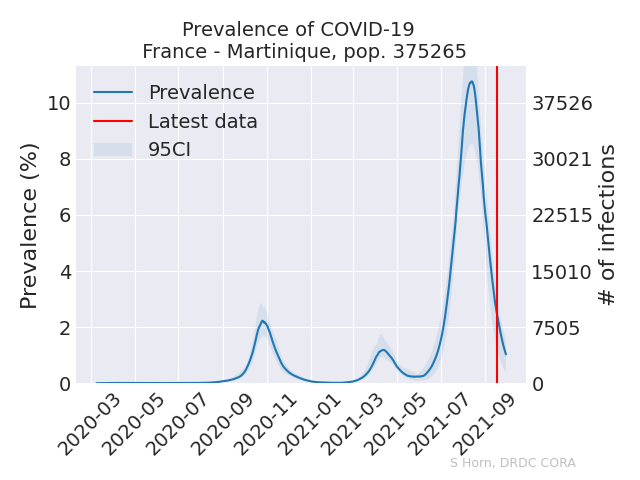 Prevalence of COVID-19
France - Martinique, pop. 375265
Prevalence
Latest data
95CI
Prevalence (%)
10
8
6
4
2
0
37526
30021
22515
15010
7505
0
# of infections
2020-03
2020-05
2020-07
2020-09
2020-11
2021-01
2021-03
2021-05
2021-07
2021-09
S Horn, DRDC CORA